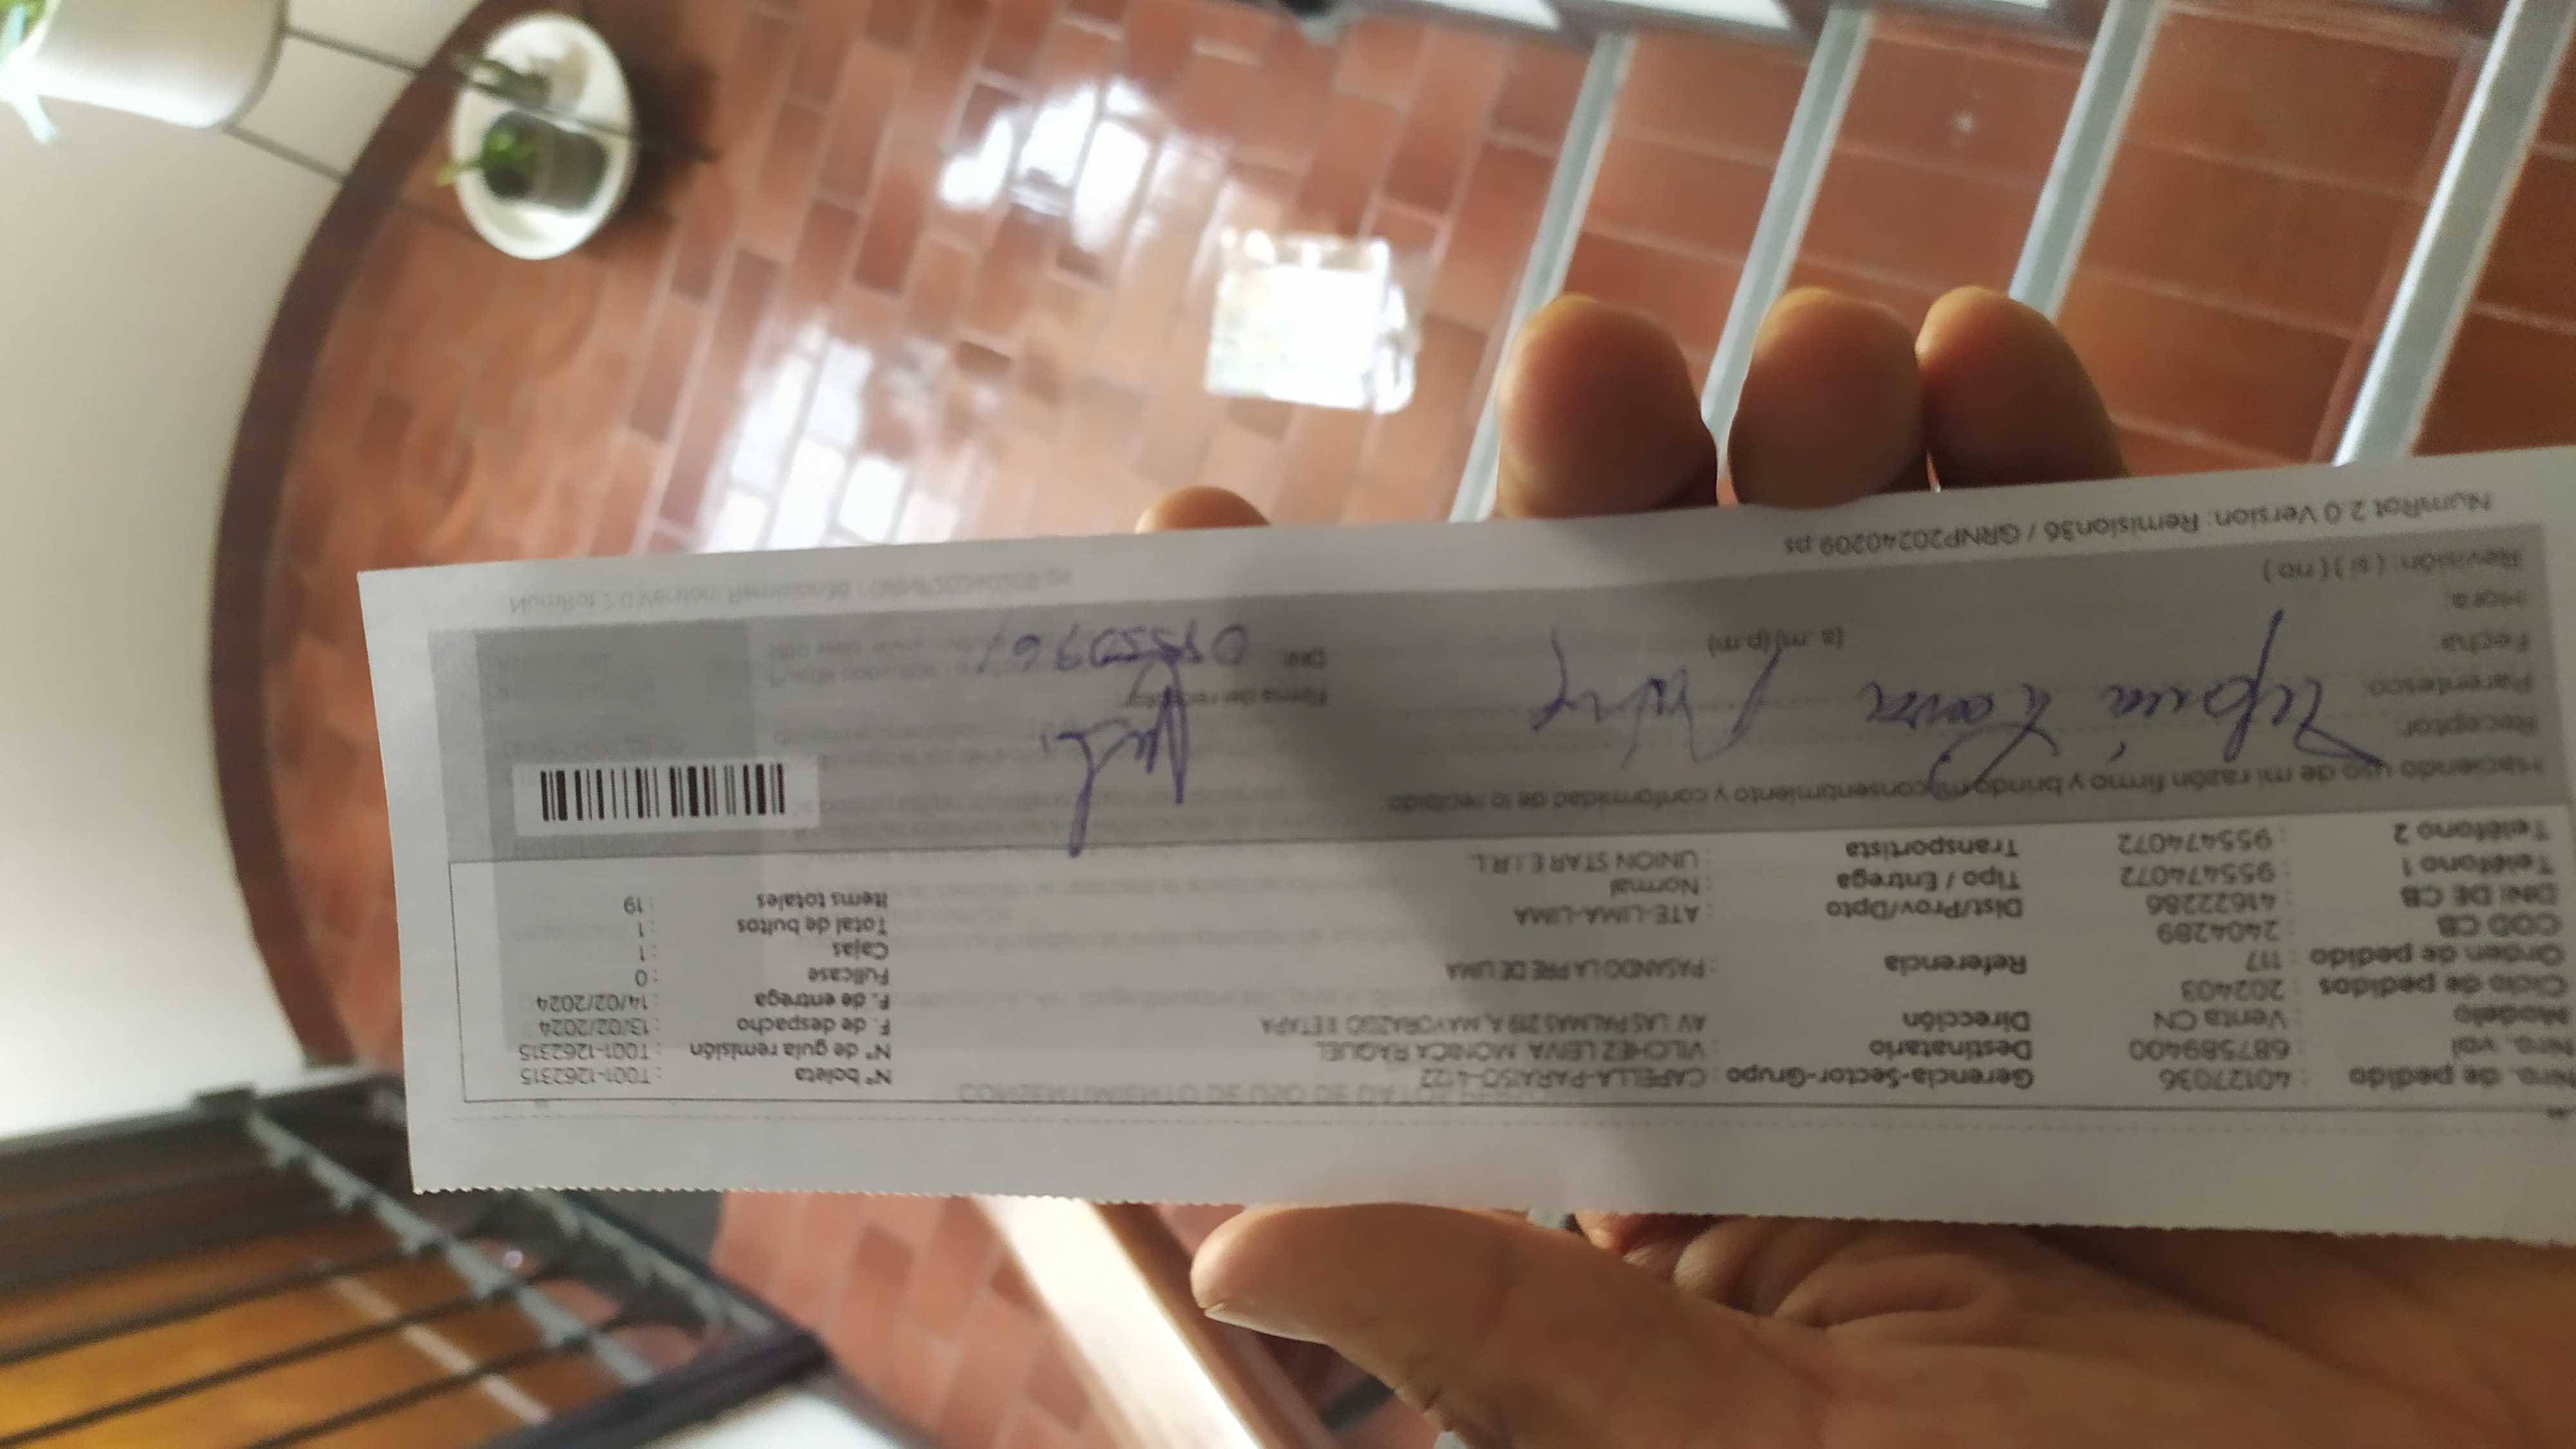 Nro. de pedido : 40127036 Gerencia-Sector-Grupo : CAPELLA-PARAISO-4122 Nº boleta : T001-1262315
Nro. val : 687589400 Destinatario : VILCHEZ LEIVA MONICA RAQUEL Nº de guía remisión : T001-1262315
Modelo : Venta CN Dirección : AV LAS PALMAS 219 A, MAYORAZGO II ETAPA F. de despacho : 13/02/2024
Ciclo de pedidos : 202403 F. de entrega : 14/02/2024
Orden de pedido : 117 Referencia : PASANDO LA PRE DE LIMA Fullcase : 0
COD CB : 2404289 Cajas : 1
DNI DE CB : 41622286 Dist/Prov/Dpto : ATE-LIMA-LIMA Total de bultos : 1
Teléfono 1 : 955474072 Tipo / Entrega : Normal Items totales : 19
Teléfono 2 : 955474072 Transportista : UNION STAR E.I.R.L.
Haciendo uso de mi razón firmo y brindo mi consentimiento y conformidad de lo recibido
Receptor:
Parentesco: Firma del receptor:
Fecha: DNI:
Hora: (a.m)(p.m)
Revisión: ( si ) ( no )
NumRot 2.0 Version: Remision36 / GRNP20240209.ps